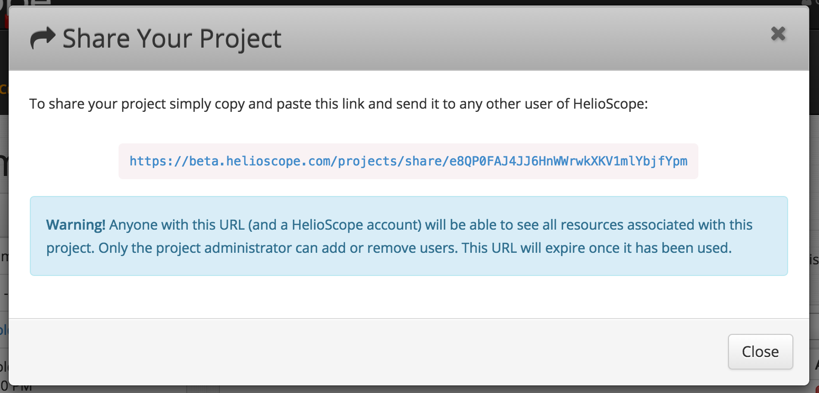 Share Your Project
To share your project simply copy and paste this link and send it to any other user of HelioScope:
https://beta.helioscope.com/projects/share/e8QP0FAJ4JJ6HnWWrwkXKV1mlYbjfYpm
Warning! Anyone with this URL (and a HelioScope account) will be able to see all resources associated with this
project. Only the project administrator can add or remove users. This URL will expire once it has been used.
Close